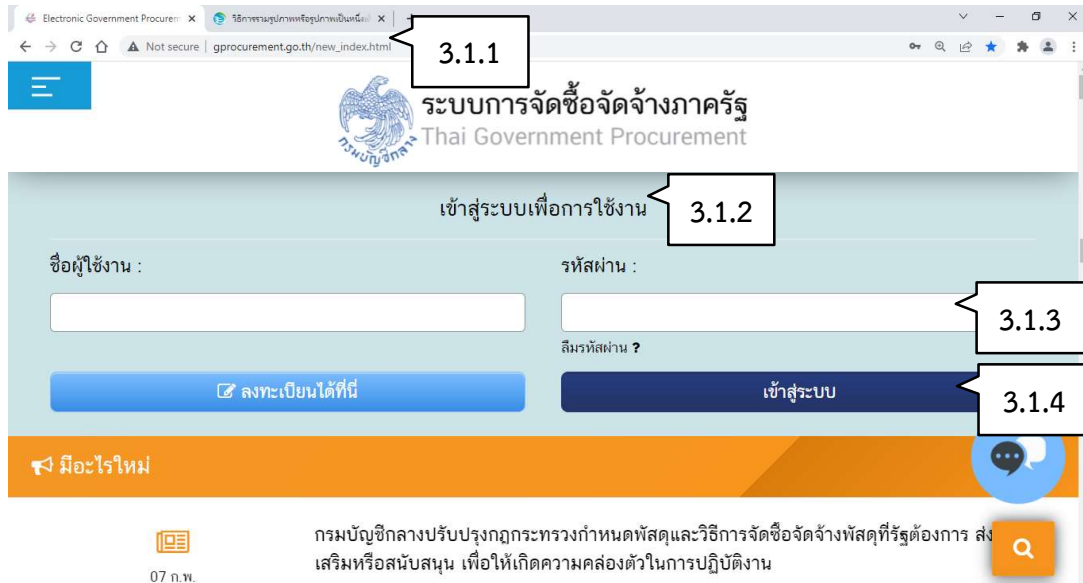 Electronic Government Procurem
วิธีการรวมรูปภาพหรือรูปภาพเป็นหนึ่งเดี
Not secure | gprocurement.go.th/new_index.html
3.1.1
ระบบการจัดซื้อจัดจ้างภาครัฐ
Thai Government Procurement
กรมบัญชีกลาง
เข้าสู่ระบบเพื่อการใช้งาน
3.1.2
ชื่อผู้ใช้งาน :
รหัสผ่าน :
3.1.3
ลืมรหัสผ่าน ?
ลงทะเบียนได้ที่นี่
เข้าสู่ระบบ
3.1.4
มีอะไรใหม่
กรมบัญชีกลางปรับปรุงกฎกระทรวงกำหนดพัสดุและวิธีการจัดซื้อจัดจ้างพัสดุที่รัฐต้องการ ส่ง
เสริมหรือสนับสนุน เพื่อให้เกิดความคล่องตัวในการปฏิบัติงาน
07 ก.พ.